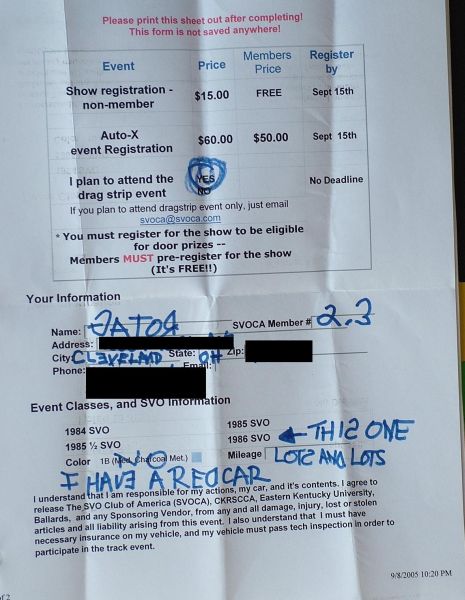 Please print this sheet out after completing!
This form is not saved anywhere!
Event Price Members Price Register by
Show registration - non-member $15.00 FREE Sept 15th
Auto-X event Registration $60.00 $50.00 Sept 15th
I plan to attend the drag strip event YES NO No Deadline
If you plan to attend dragstrip event only, just email
svoca@svoca.com
* You must register for the show to be eligible
for door prizes --
Members MUST pre-register for the show
(It's FREE!!)
Your Information
Name: GATOR SVOCA Member # 2.3
Address:
City: CLEVELAND State: OH Zip:
Phone: Email:
Event Classes, and SVO Information
1984 SVO 1985 SVO
1985 ½ SVO 1986 SVO ← THIS ONE
Color 1B (Med. Charcoal Met.) Mileage LOTS AND LOTS
NO
I HAVE A RED CAR
I understand that I am responsible for my actions, my car, and it's contents. I agree to
release The SVO Club of America (SVOCA), CKRSCCA, Eastern Kentucky University,
Ballards, and any Sponsoring Vendor, from any and all damage, injury, lost or stolen
articles and all liability arising from this event. I also understand that I must have
necessary insurance on my vehicle, and my vehicle must pass tech inspection in order to
participate in the track event.
9/8/2005 10:20 PM
of 2